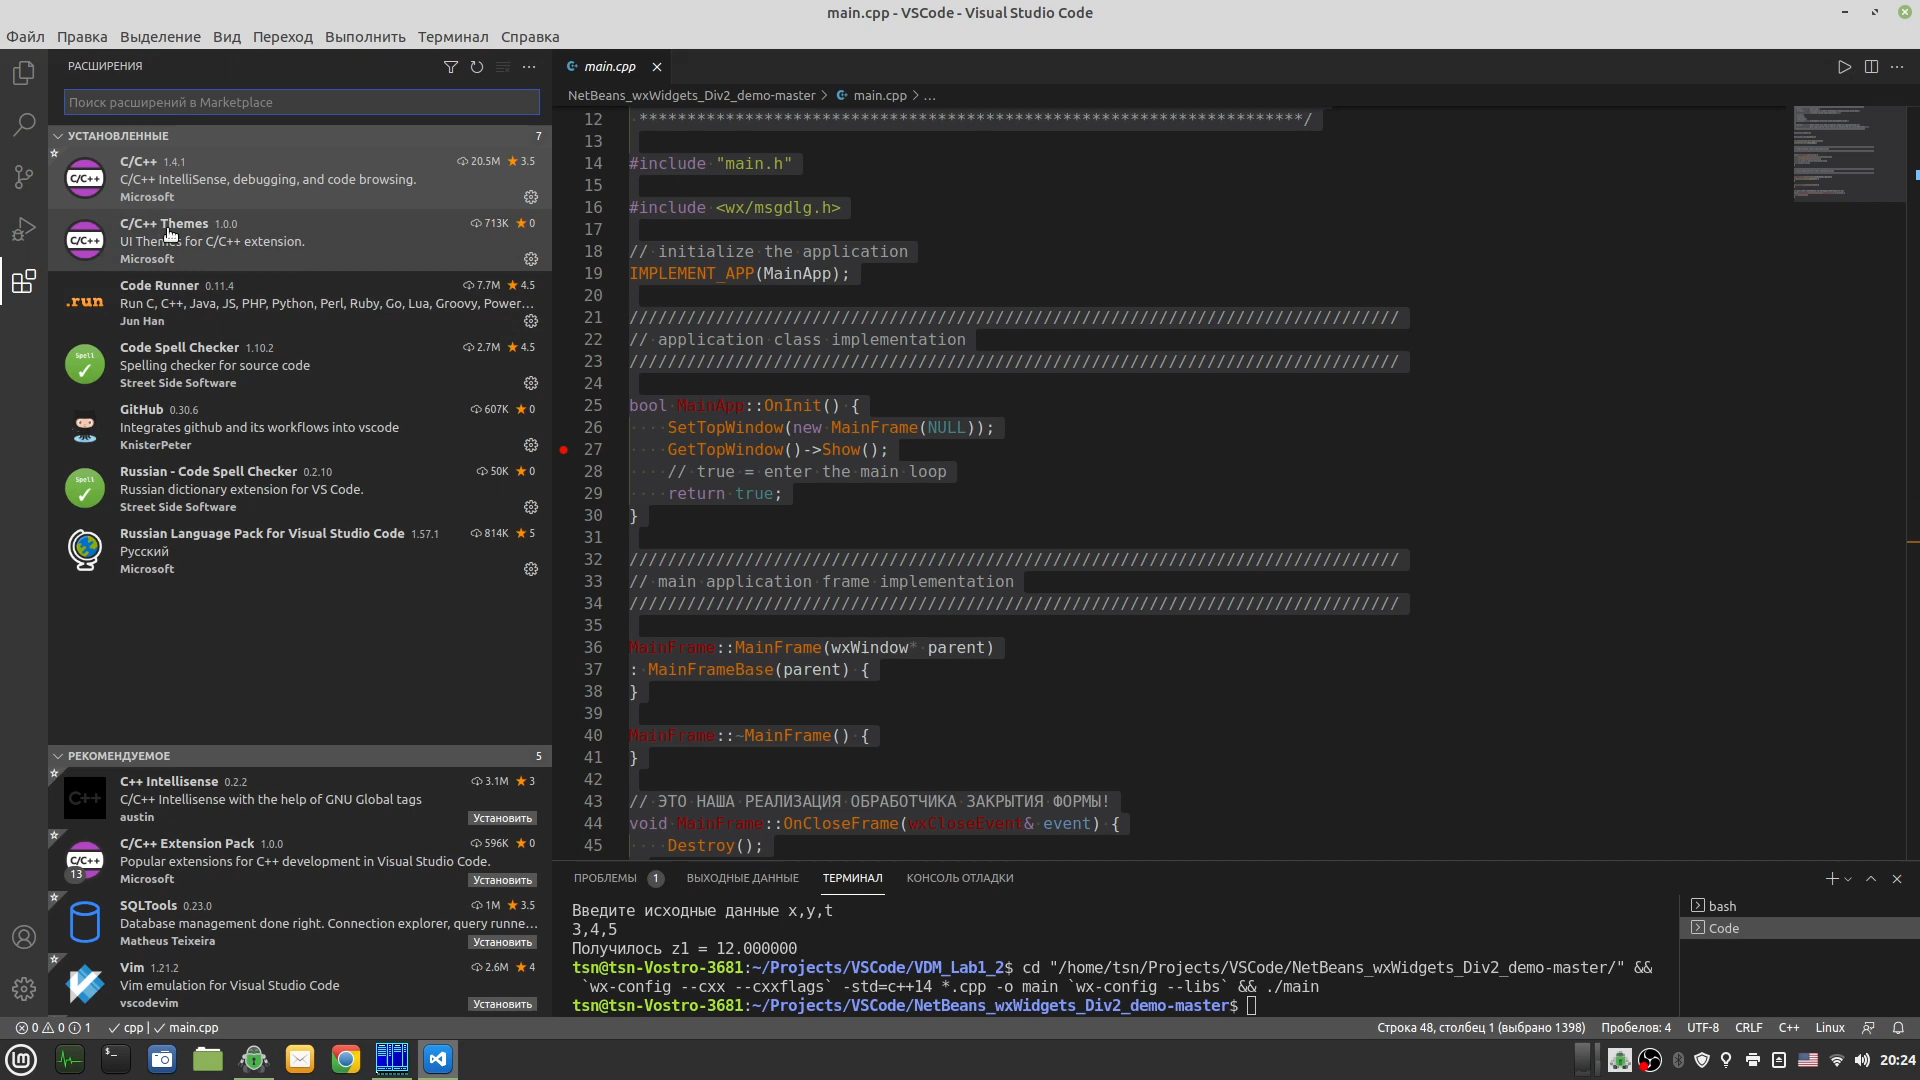 main.cpp - VSCode - Visual Studio Code
Файл Правка Выделение Вид Переход Выполнить Терминал Справка
РАСШИРЕНИЯ
Поиск расширений в Marketplace
УСТАНОВЛЕННЫЕ 7
C/C++ 1.4.1 20.5M 3.5
C/C++ IntelliSense, debugging, and code browsing.
Microsoft
C/C++
C/C++ Themes 1.0.0 713K 0
UI Themes for C/C++ extension.
Microsoft
C/C++
Code Runner 0.11.4 7.7M 4.5
Run C, C++, Java, JS, PHP, Python, Perl, Ruby, Go, Lua, Groovy, Power...
Jun Han
.run
Code Spell Checker 1.10.2 2.7M 4.5
Spelling checker for source code
Street Side Software
Spell
GitHub 0.30.6 607K 0
Integrates github and its workflows into vscode
KnisterPeter
Russian - Code Spell Checker 0.2.10 50K 0
Russian dictionary extension for VS Code.
Street Side Software
Spell
Russian Language Pack for Visual Studio Code 1.57.1 814K 5
Русский
Microsoft
РЕКОМЕНДУЕМОЕ 5
C++ Intellisense 0.2.2 3.1M 3
C/C++ Intellisense with the help of GNU Global tags
austin Установить
C++
C/C++ Extension Pack 1.0.0 596K 0
Popular extensions for C++ development in Visual Studio Code.
Microsoft Установить
C/C++
13
SQLTools 0.23.0 1M 3.5
Database management done right. Connection explorer, query runne...
Matheus Teixeira Установить
Vim 1.21.2 2.6M 4
Vim emulation for Visual Studio Code
vscodevim Установить
main.cpp
NetBeans_wxWidgets_Div2_demo-master > main.cpp > ...
12 *********************************************************************/
13
14 #include "main.h"
15
16 #include <wx/msgdlg.h>
17
18 // initialize the application
19 IMPLEMENT_APP(MainApp);
20
21 ////////////////////////////////////////////////////////////////////////////////
22 // application class implementation
23 ////////////////////////////////////////////////////////////////////////////////
24
25 bool MainApp::OnInit() {
26 SetTopWindow(new MainFrame(NULL));
27 GetTopWindow()->Show();
28 // true = enter the main loop
29 return true;
30 }
31
32 ////////////////////////////////////////////////////////////////////////////////
33 // main application frame implementation
34 ////////////////////////////////////////////////////////////////////////////////
35
36 MainFrame::MainFrame(wxWindow* parent)
37 : MainFrameBase(parent) {
38 }
39
40 MainFrame::~MainFrame() {
41 }
42
43 // ЭТО НАША РЕАЛИЗАЦИЯ ОБРАБОТЧИКА ЗАКРЫТИЯ ФОРМЫ!
44 void MainFrame::OnCloseFrame(wxCloseEvent& event) {
45 Destroy();
ПРОБЛЕМЫ 1 ВЫХОДНЫЕ ДАННЫЕ ТЕРМИНАЛ КОНСОЛЬ ОТЛАДКИ
Введите исходные данные x,y,t
3,4,5
Получилось z1 = 12.000000
tsn@tsn-Vostro-3681:~/Projects/VSCode/VDM_Lab1_2$ cd "/home/tsn/Projects/VSCode/NetBeans_wxWidgets_Div2_demo-master/" &&
`wx-config --cxx --cxxflags` -std=c++14 *.cpp -o main `wx-config --libs` && ./main
tsn@tsn-Vostro-3681:~/Projects/VSCode/NetBeans_wxWidgets_Div2_demo-master$
bash
Code
0 0 1 cpp | main.cpp
Строка 48, столбец 1 (выбрано 1398) Пробелов: 4 UTF-8 CRLF C++ Linux
20:24